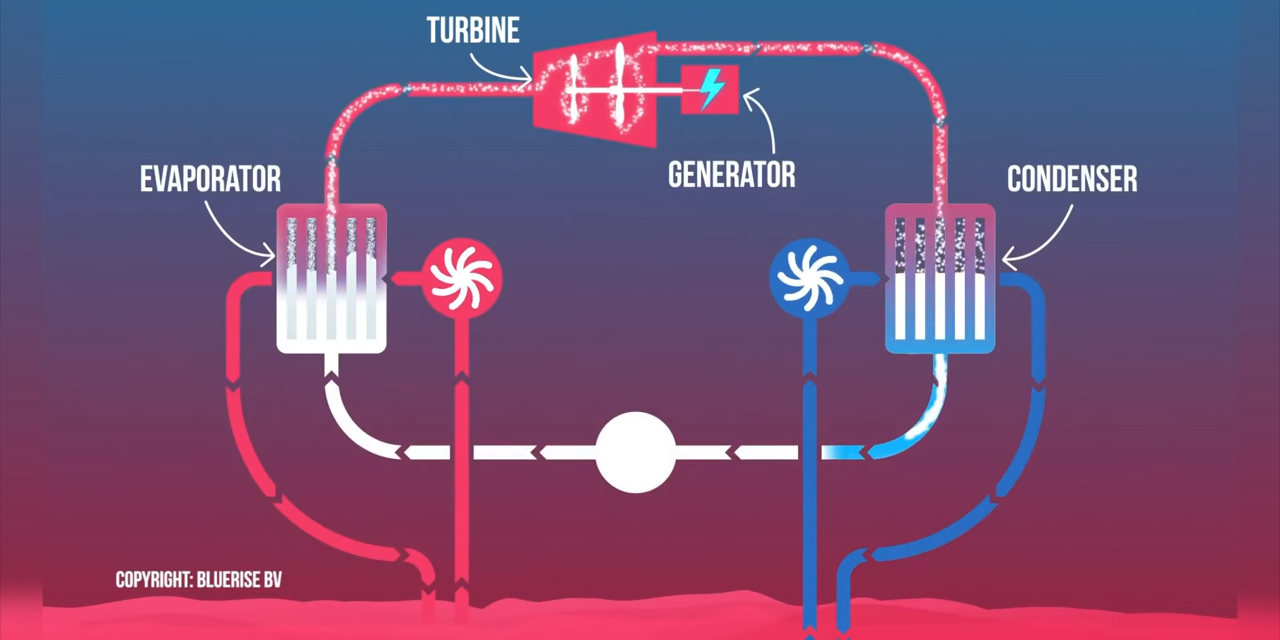 TURBINE
GENERATOR
EVAPORATOR
CONDENSER
COPYRIGHT: BLUERISE BV